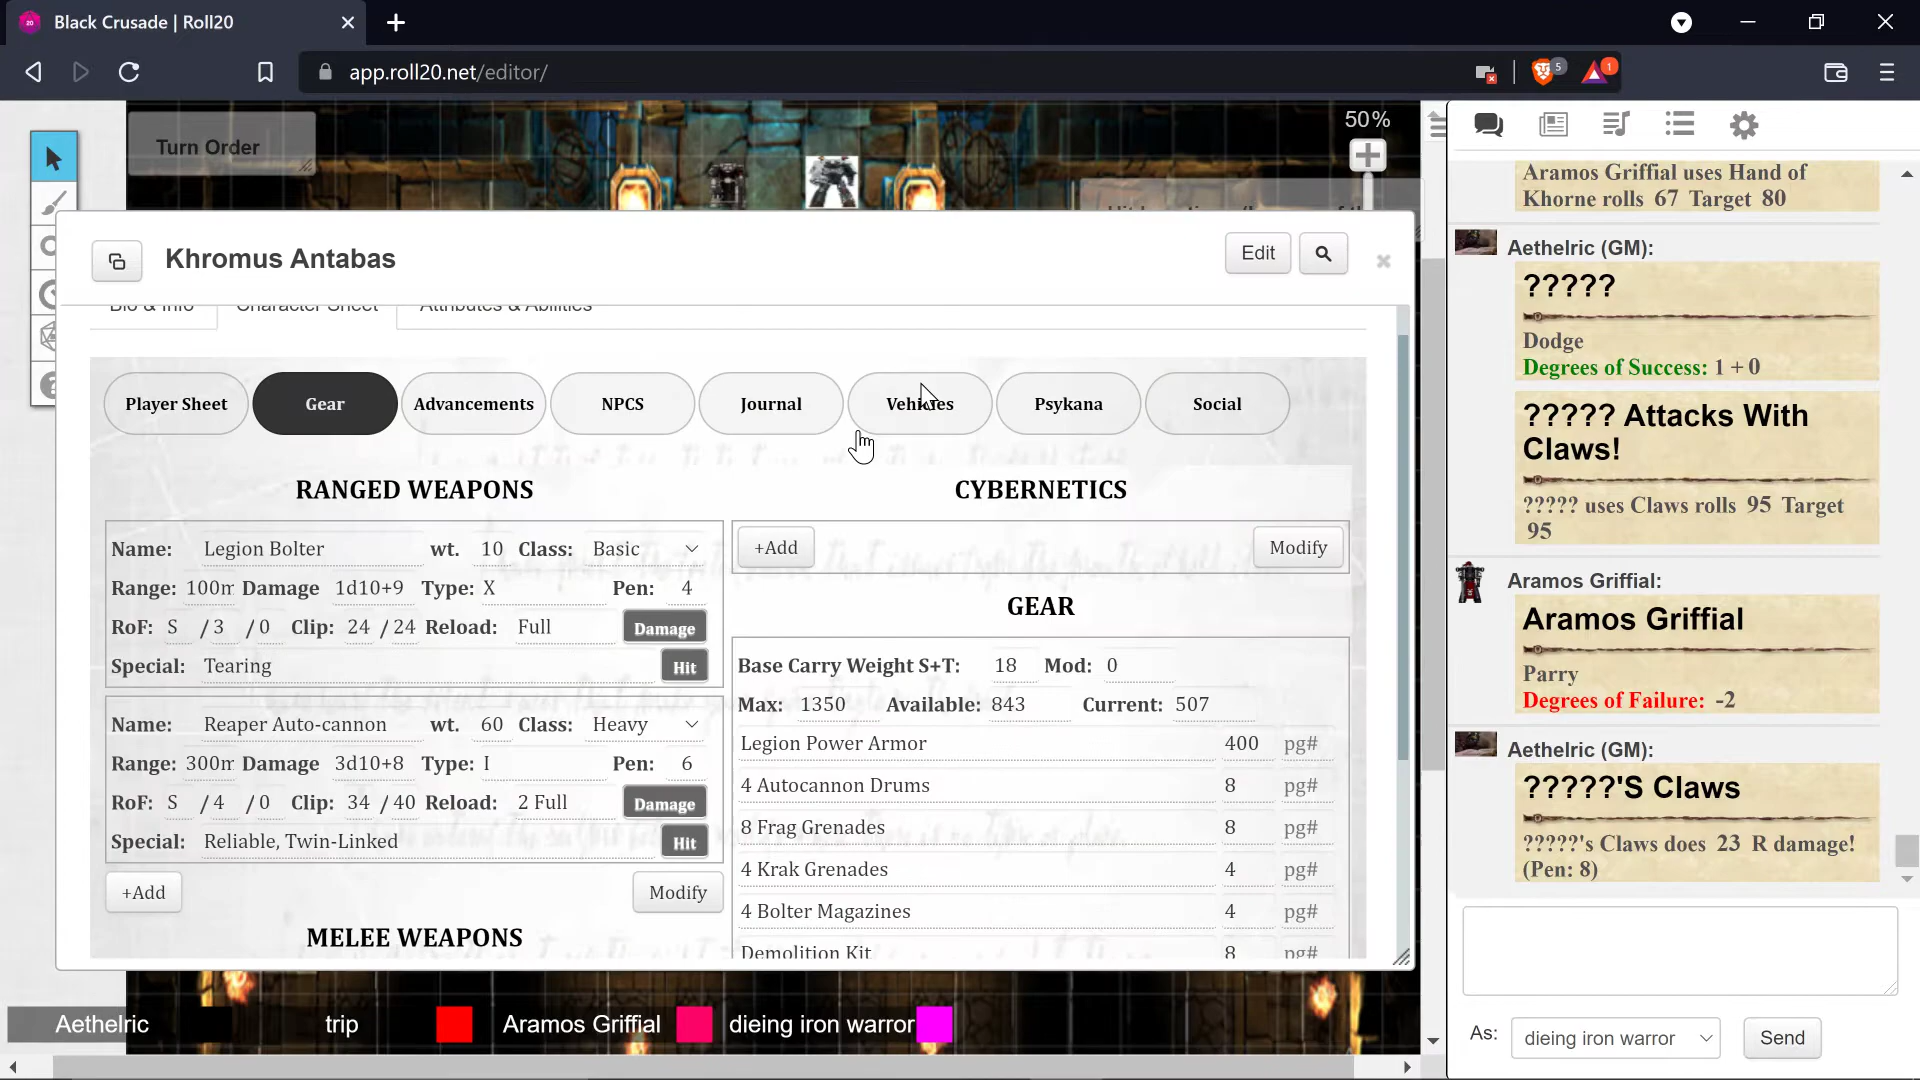 Black Crusade | Roll20
app.roll20.net/editor/
5
1
Turn Order
50%
Khromus Antabas
Edit
Bio & Info
Character Sheet
Attributes & Abilities
Player Sheet
Gear
Advancements
NPCS
Journal
Vehicles
Psykana
Social
RANGED WEAPONS
Name: Legion Bolter wt. 10 Class: Basic
Range: 100m Damage 1d10+9 Type: X Pen: 4
RoF: S / 3 / 0 Clip: 24 / 24 Reload: Full Damage
Special: Tearing Hit
Name: Reaper Auto-cannon wt. 60 Class: Heavy
Range: 300m Damage 3d10+8 Type: I Pen: 6
RoF: S / 4 / 0 Clip: 34 / 40 Reload: 2 Full Damage
Special: Reliable, Twin-Linked Hit
+Add Modify
MELEE WEAPONS
CYBERNETICS
+Add Modify
GEAR
Base Carry Weight S+T: 18 Mod: 0
Max: 1350 Available: 843 Current: 507
Legion Power Armor 400 pg#
4 Autocannon Drums 8 pg#
8 Frag Grenades 8 pg#
4 Krak Grenades 4 pg#
4 Bolter Magazines 4 pg#
Demolition Kit 8 pg#
Aethelric
trip
Aramos Griffial
dieing iron warror
Aramos Griffial uses Hand of
Khorne rolls 67 Target 80
Aethelric (GM):
?????
Dodge
Degrees of Success: 1 + 0
????? Attacks With
Claws!
????? uses Claws rolls 95 Target
95
Aramos Griffial:
Aramos Griffial
Parry
Degrees of Failure: -2
Aethelric (GM):
?????'S Claws
?????'s Claws does 23 R damage!
(Pen: 8)
As: dieing iron warror Send